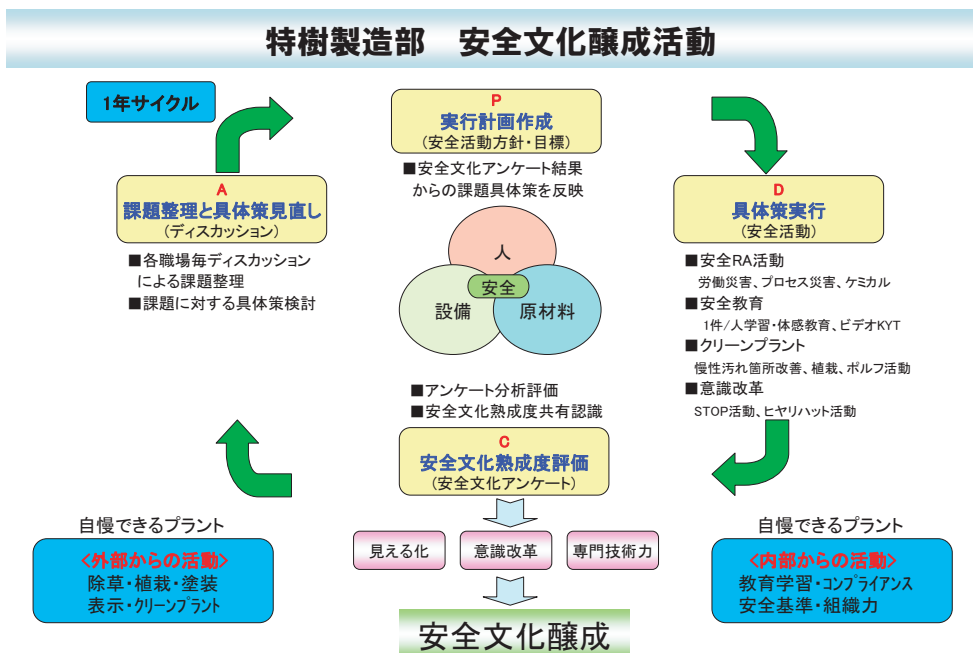 特樹製造部 安全文化醸成活動
1年サイクル
P
実行計画作成
(安全活動方針・目標)
■安全文化アンケート結果
からの課題具体策を反映
D
具体策実行
(安全活動)
■安全RA活動
労働災害、プロセス災害、ケミカル
■安全教育
1件/人学習・体感教育、ビデオKYT
■クリーンプラント
慢性汚れ箇所改善、植栽、ボルフ活動
■意識改革
STOP活動、ヒヤリハット活動
A
課題整理と具体策見直し
(ディスカッション)
■各職場毎ディスカッション
による課題整理
■課題に対する具体策検討
人
安全
設備
原材料
■アンケート分析評価
■安全文化熟成度共有認識
C
安全文化熟成度評価
(安全文化アンケート)
見える化
意識改革
専門技術力
安全文化醸成
自慢できるプラント
<外部からの活動>
除草・植栽・塗装
表示・クリーンプラント
自慢できるプラント
<内部からの活動>
教育学習・コンプライアンス
安全基準・組織力